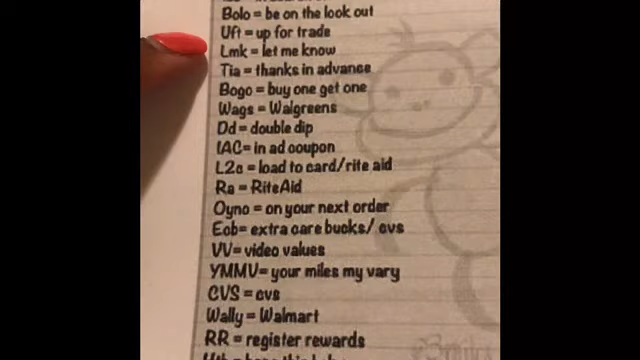 Bolo = be on the look out
Uft = up for trade
Lmk = let me know
Tia = thanks in advance
Bogo = buy one get one
Wags = Walgreens
Dd = double dip
IAC= in ad coupon
L2c = load to card/rite aid
Ra = RiteAid
Oyno = on your next order
Ecb= extra care bucks/ cvs
VV= video values
YMMV= your miles my vary
CVS = cvs
Wally = Walmart
RR = register rewards